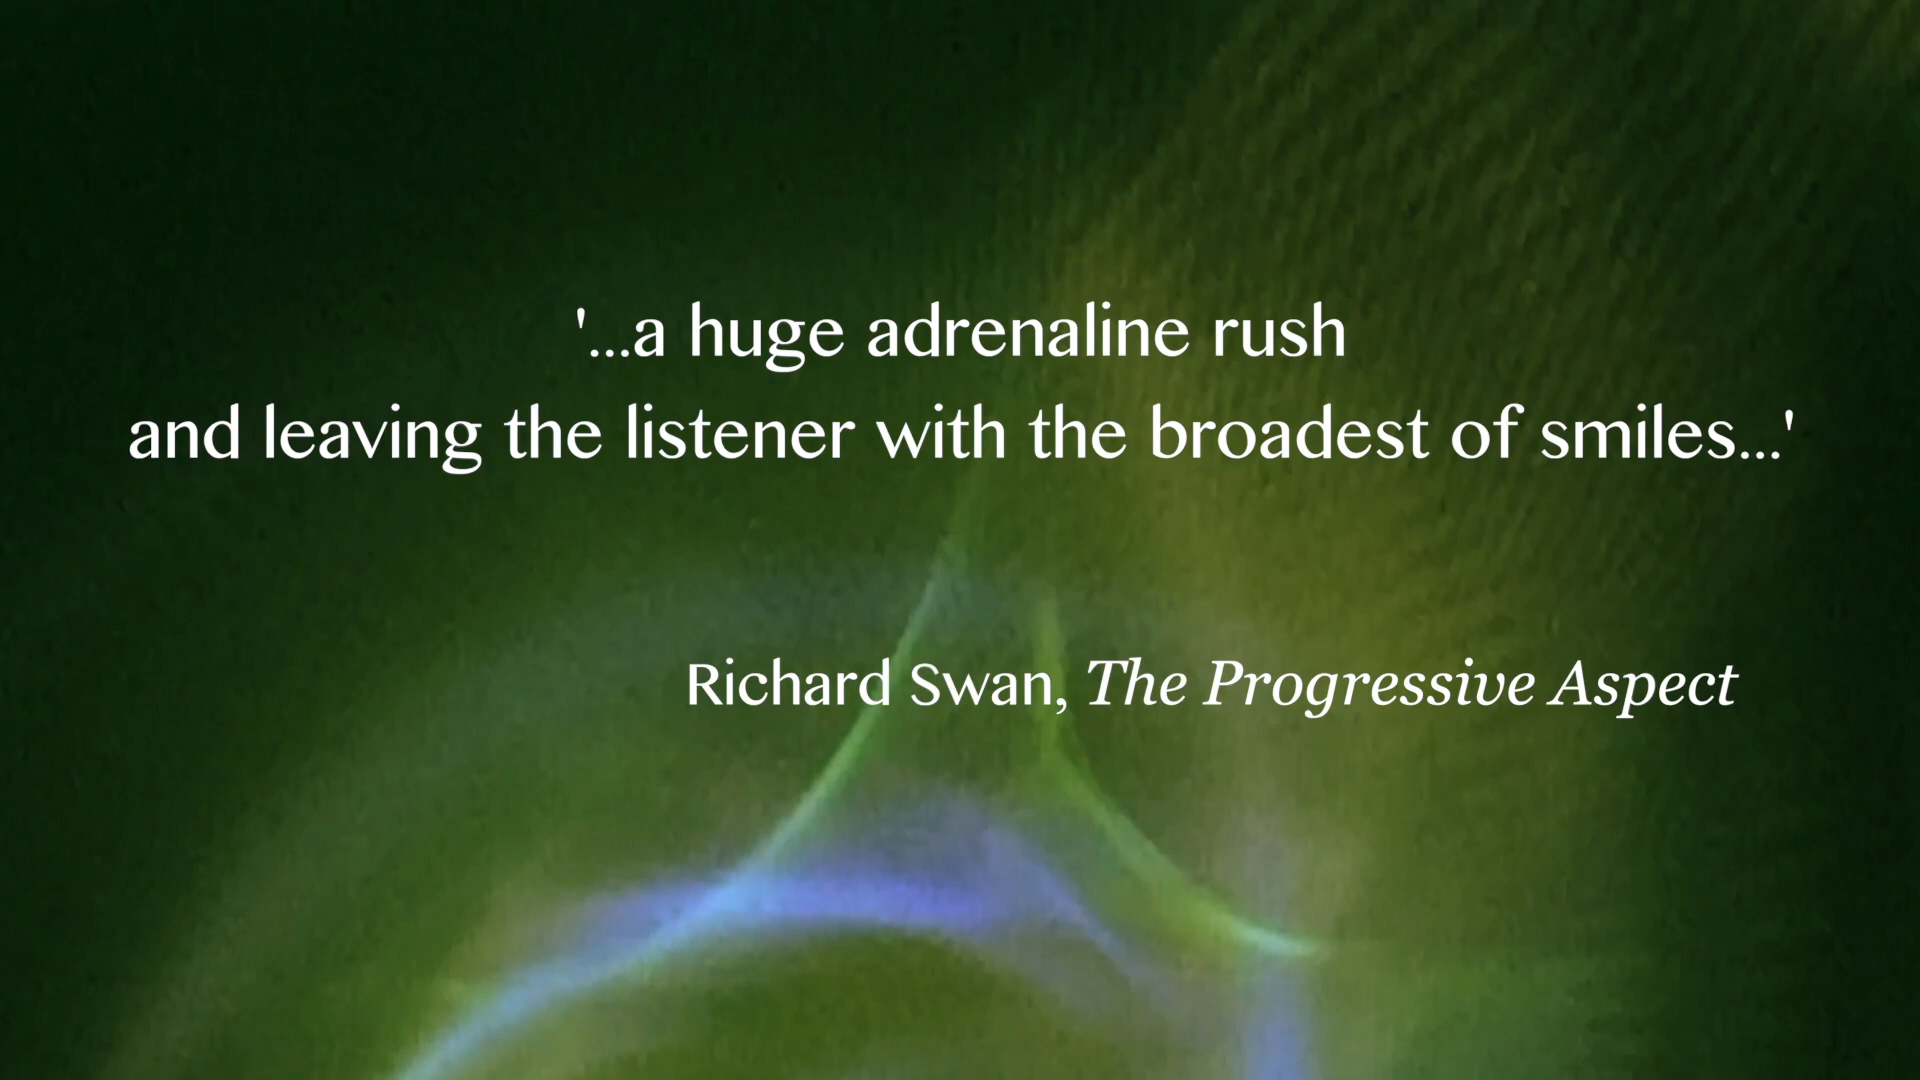 '...a huge adrenaline rush
and leaving the listener with the broadest of smiles...'
Richard Swan, The Progressive Aspect